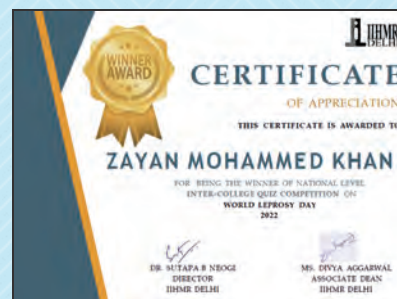 IIHMR
DELHI
WINNER
AWARD
CERTIFICATE
OF APPRECIATION
THIS CERTIFICATE IS AWARDED TO
ZAYAN MOHAMMED KHAN
FOR BEING THE WINNER OF NATIONAL LEVEL
INTER-COLLEGE QUIZ COMPETITION ON
WORLD LEPROSY DAY
2022
DR. SUTAPA B NEOGI
DIRECTOR
IIHMR DELHI
MS. DIVYA AGGARWAL
ASSOCIATE DEAN
IIHMR DELHI